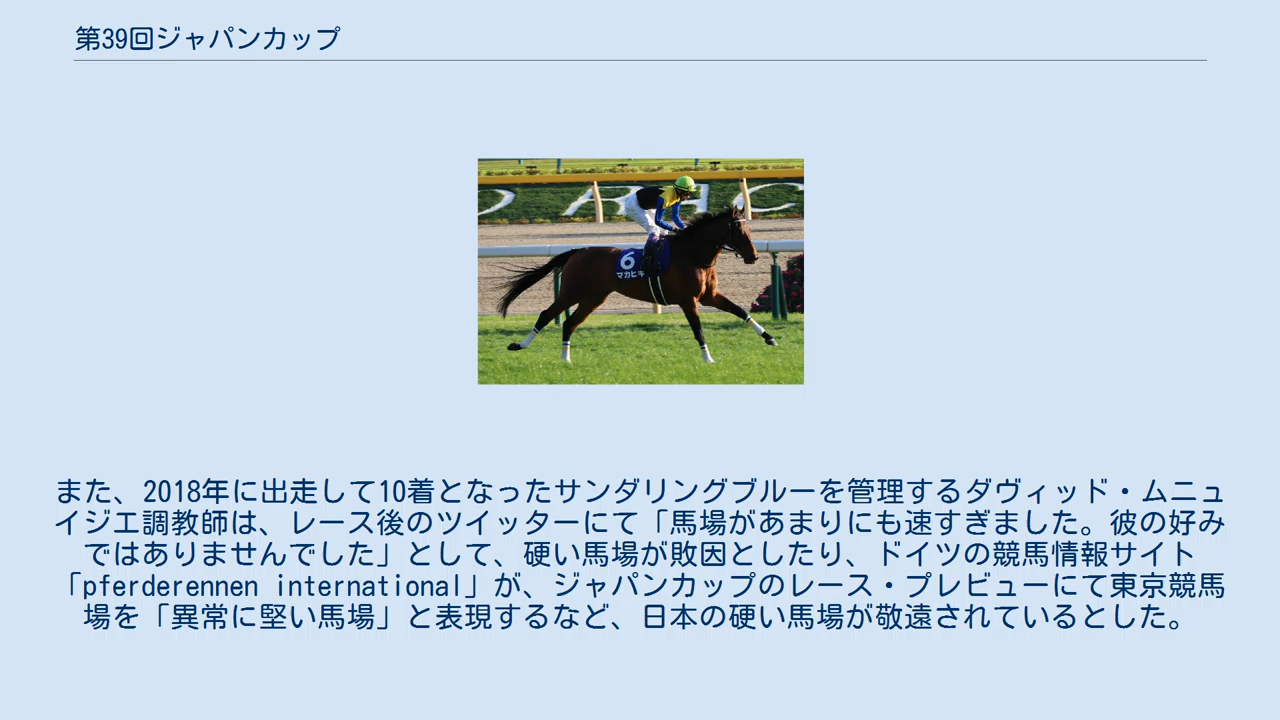 第39回ジャパンカップ
6
マカヒキ
また、2018年に出走して10着となったサンダリングブルーを管理するダヴィッド・ムニュ
イジエ調教師は、レース後のツイッターにて「馬場があまりにも速すぎました。彼の好み
ではありませんでした」として、硬い馬場が敗因としたり、ドイツの競馬情報サイト
「pferderennen international」が、ジャパンカップのレース・プレビューにて東京競馬
場を「異常に堅い馬場」と表現するなど、日本の硬い馬場が敬遠されているとした。